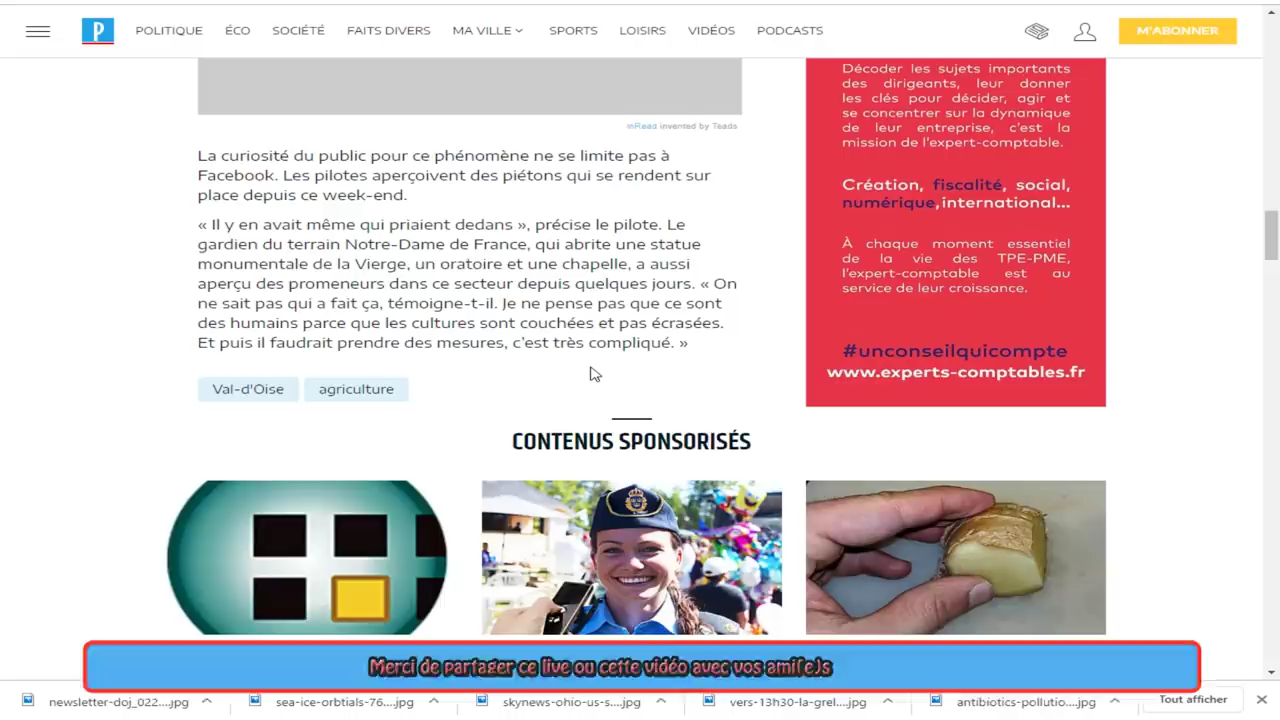 P POLITIQUE ÉCO SOCIÉTÉ FAITS DIVERS MA VILLE SPORTS LOISIRS VIDÉOS PODCASTS M'ABONNER
inRead invented by Teads
La curiosité du public pour ce phénomène ne se limite pas à
Facebook. Les pilotes aperçoivent des piétons qui se rendent sur
place depuis ce week-end.
« Il y en avait même qui priaient dedans », précise le pilote. Le
gardien du terrain Notre-Dame de France, qui abrite une statue
monumentale de la Vierge, un oratoire et une chapelle, a aussi
aperçu des promeneurs dans ce secteur depuis quelques jours. « On
ne sait pas qui a fait ça, témoigne-t-il. Je ne pense pas que ce sont
des humains parce que les cultures sont couchées et pas écrasées.
Et puis il faudrait prendre des mesures, c'est très compliqué. »
Val-d'Oise agriculture
Décoder les sujets importants
des dirigeants, leur donner
les clés pour décider, agir et
se concentrer sur la dynamique
de leur entreprise, c'est la
mission de l'expert-comptable.
Création, fiscalité, social,
numérique,international...
À chaque moment essentiel
de la vie des TPE-PME,
l'expert-comptable est au
service de leur croissance.
#unconseilquicompte
www.experts-comptables.fr
CONTENUS SPONSORISÉS
Merci de partager ce live ou cette vidéo avec vos ami(e)s
newsletter-doj_022....jpg sea-ice-orbtials-76....jpg skynews-ohio-us-s....jpg vers-13h30-la-grel....jpg antibiotics-pollutio....jpg Tout afficher